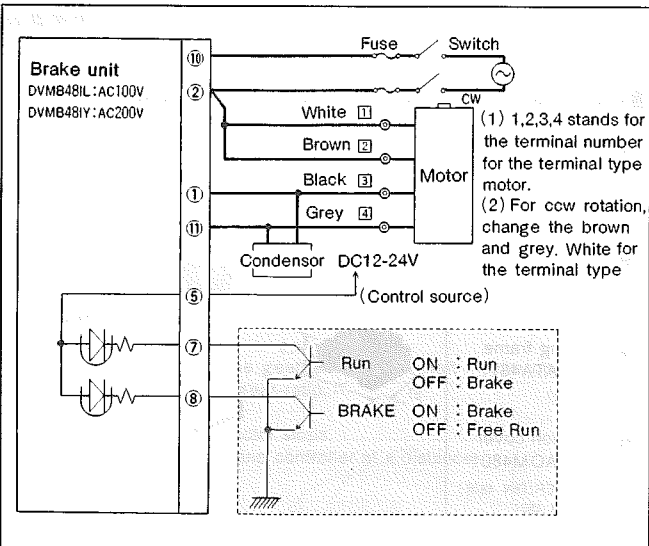 Fuse Switch
Brake unit
DVMB48IL:AC100V
DVMB48IY:AC200V
⑩
②
①
⑪
⑤
⑦
⑧
CW
White 1
Brown 2
Black 3
Grey 4
Motor
Condensor DC12-24V
(Control source)
(1) 1,2,3,4 stands for
the terminal number
for the terminal type
motor.
(2) For ccw rotation,
change the brown
and grey. White for
the terminal type
Run ON : Run
OFF : Brake
BRAKE ON : Brake
OFF : Free Run